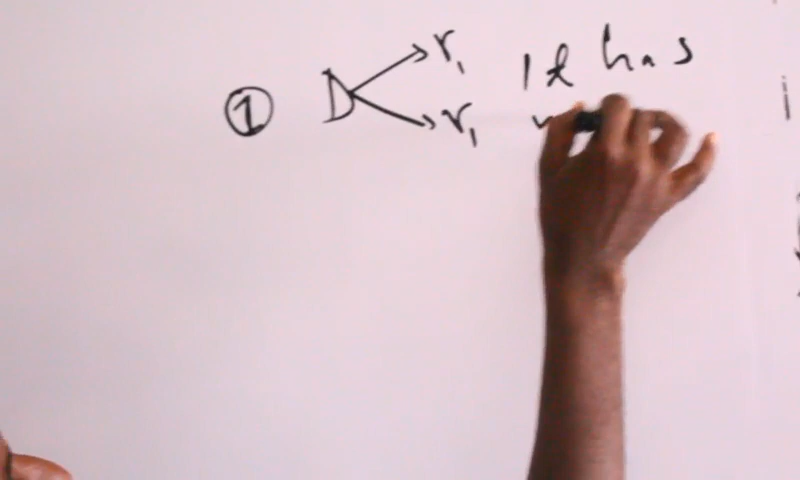 ① D r₁ It has
r₁